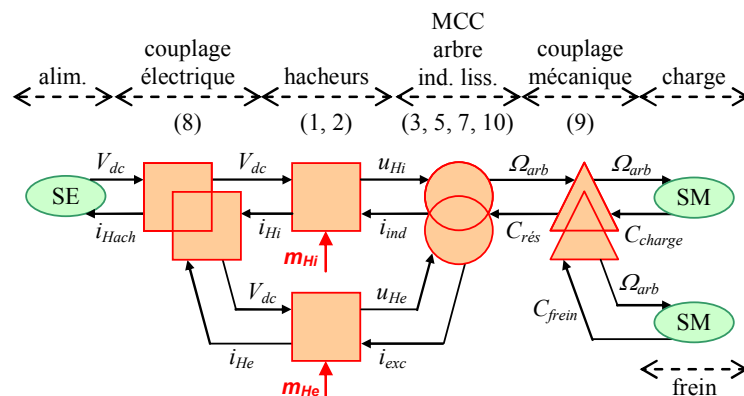 MCC
couplage arbre couplage
alim. électrique hacheurs ind. liss. mécanique charge
(8) (1, 2) (3, 5, 7, 10) (9)
V_dc V_dc u_Hi Ω_arb Ω_arb
SE SM
i_Hach i_Hi i_ind C_rés C_charge
m_Hi
V_dc u_He C_frein Ω_arb
SM
i_He i_exc
m_He frein